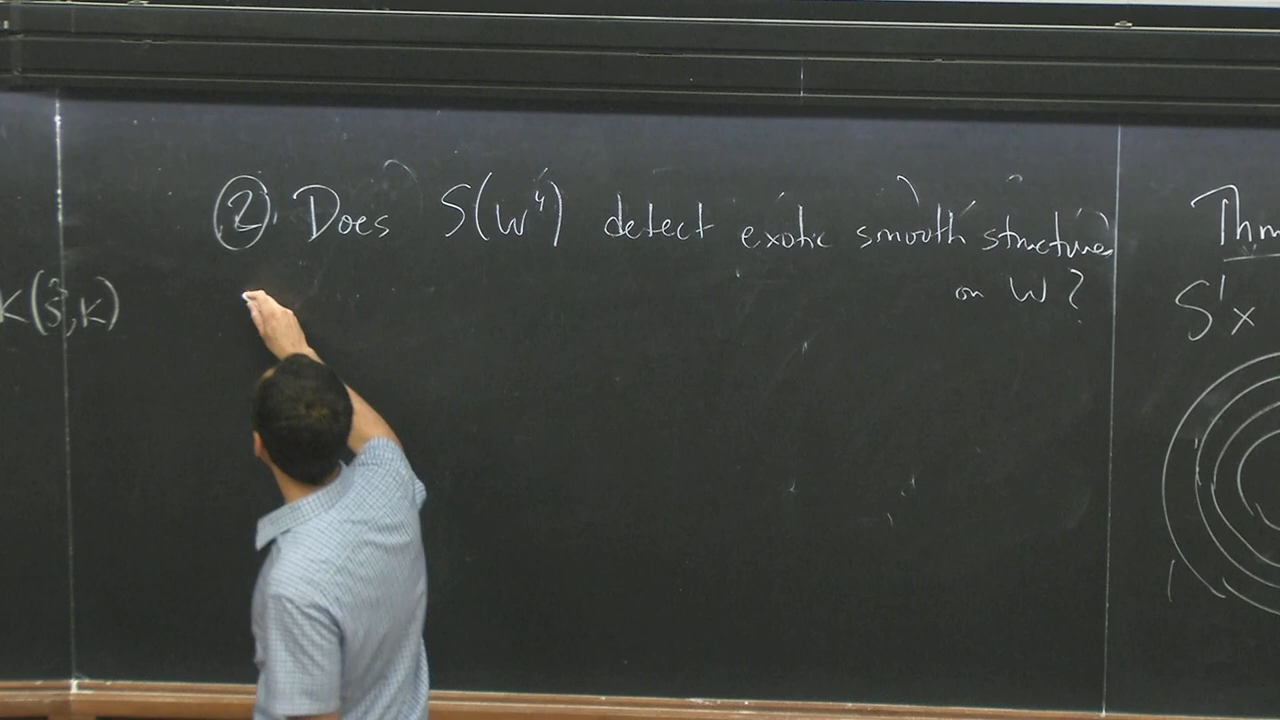 ② Does S(W⁴) detect exotic smooth structures
on W?
K(S³, K)
Thm
S¹ x